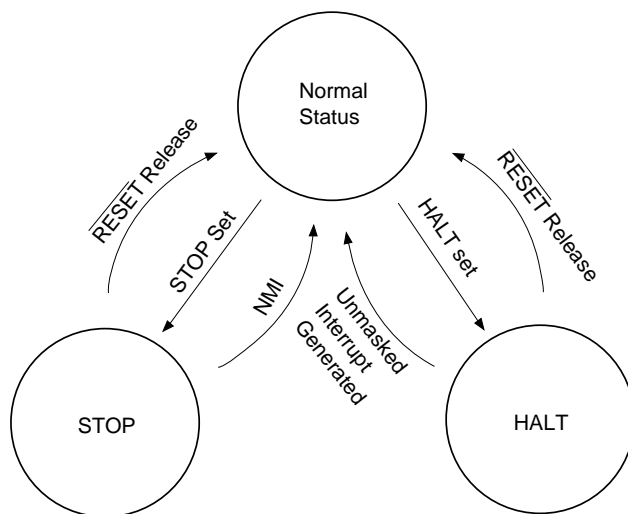 Normal
Status
RESET Release
STOP Set
NMI
Unmasked
Interrupt
Generated
HALT set
RESET Release
STOP
HALT